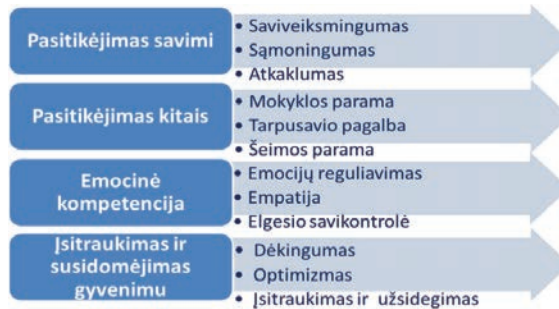 Pasitikėjimas savimi
• Saviveiksmingumas
• Sąmoningumas
• Atkaklumas
Pasitikėjimas kitais
• Mokyklos parama
• Tarpusavio pagalba
• Šeimos parama
Emocinė
kompetencija
• Emocijų reguliavimas
• Empatija
• Elgesio savikontrolė
Įsitraukimas ir
susidomėjimas
gyvenimu
• Dėkingumas
• Optimizmas
• Įsitraukimas ir užsidegimas